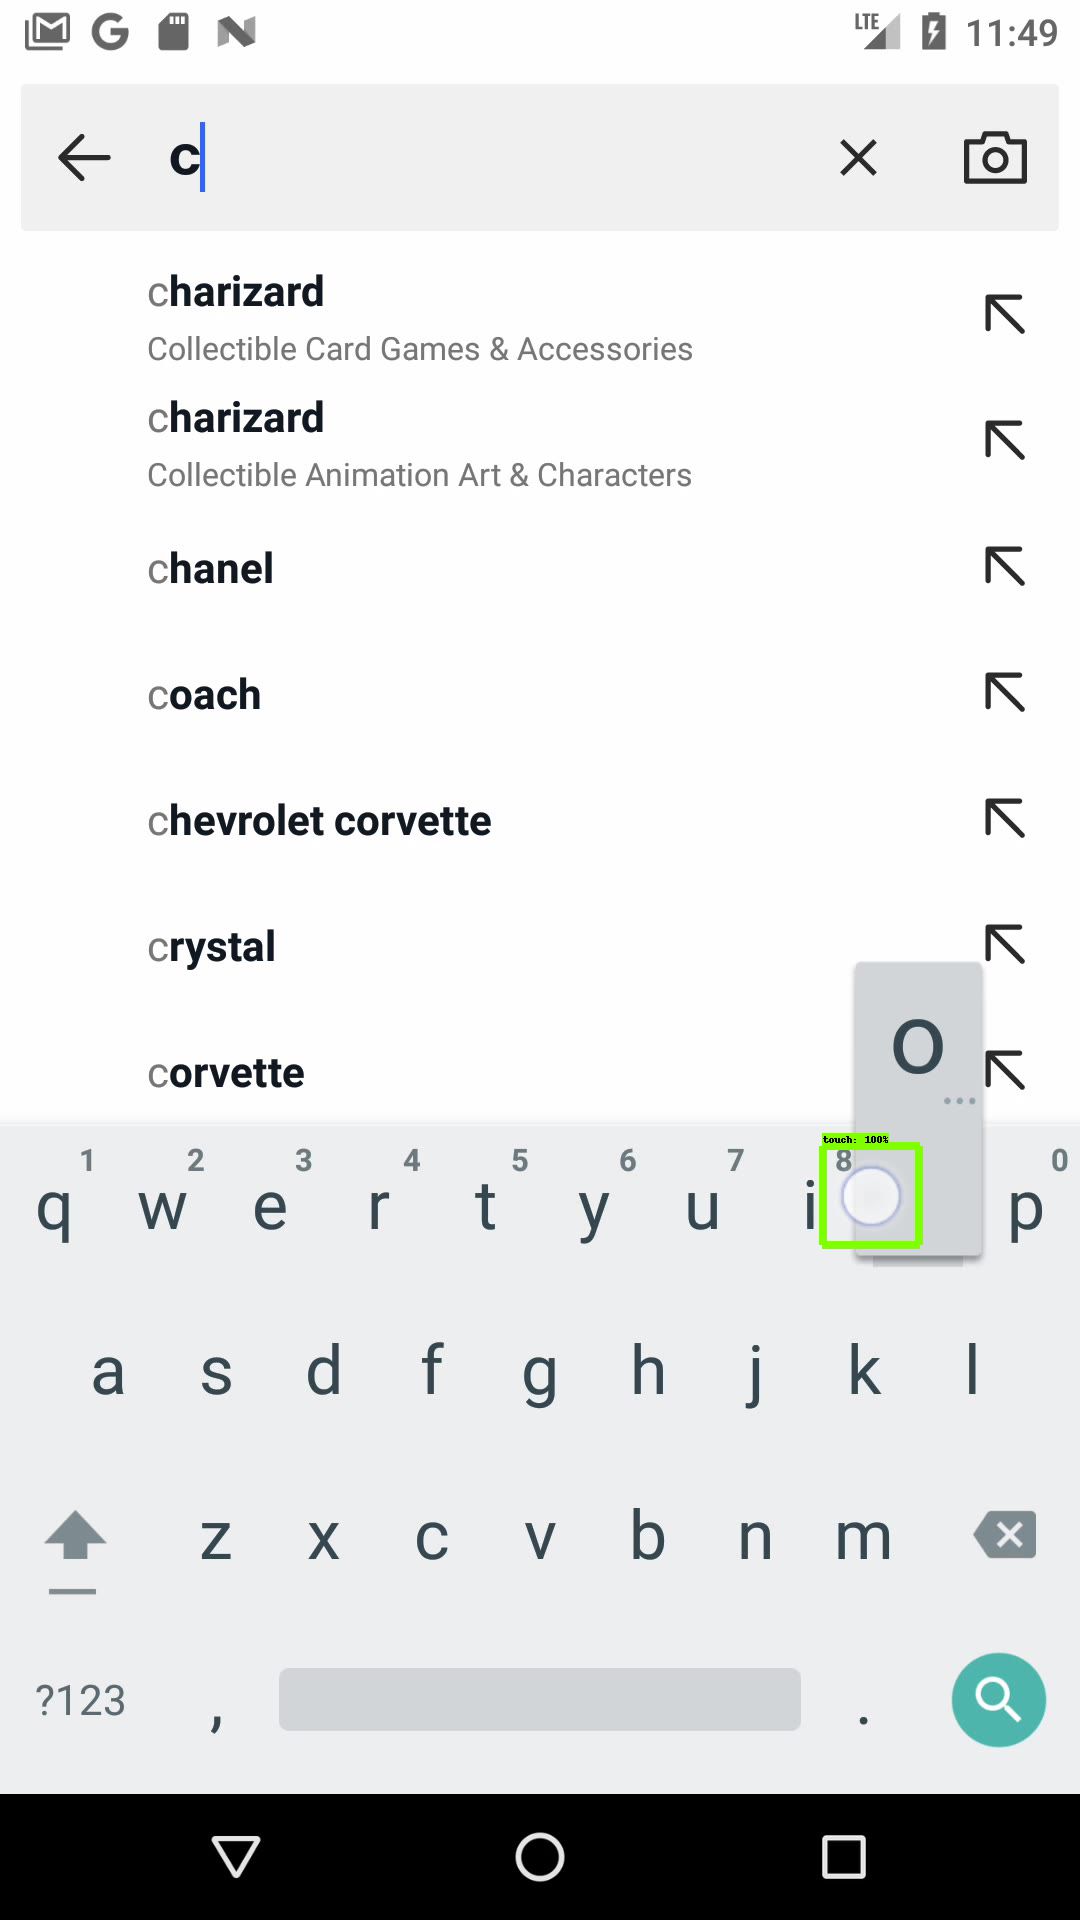 LTE 11:49
c
charizard
Collectible Card Games & Accessories
charizard
Collectible Animation Art & Characters
chanel
coach
chevrolet corvette
crystal
corvette
o
...
touch: 100%
1 2 3 4 5 6 7 8 0
q w e r t y u i p
a s d f g h j k l
z x c v b n m
?123 , .